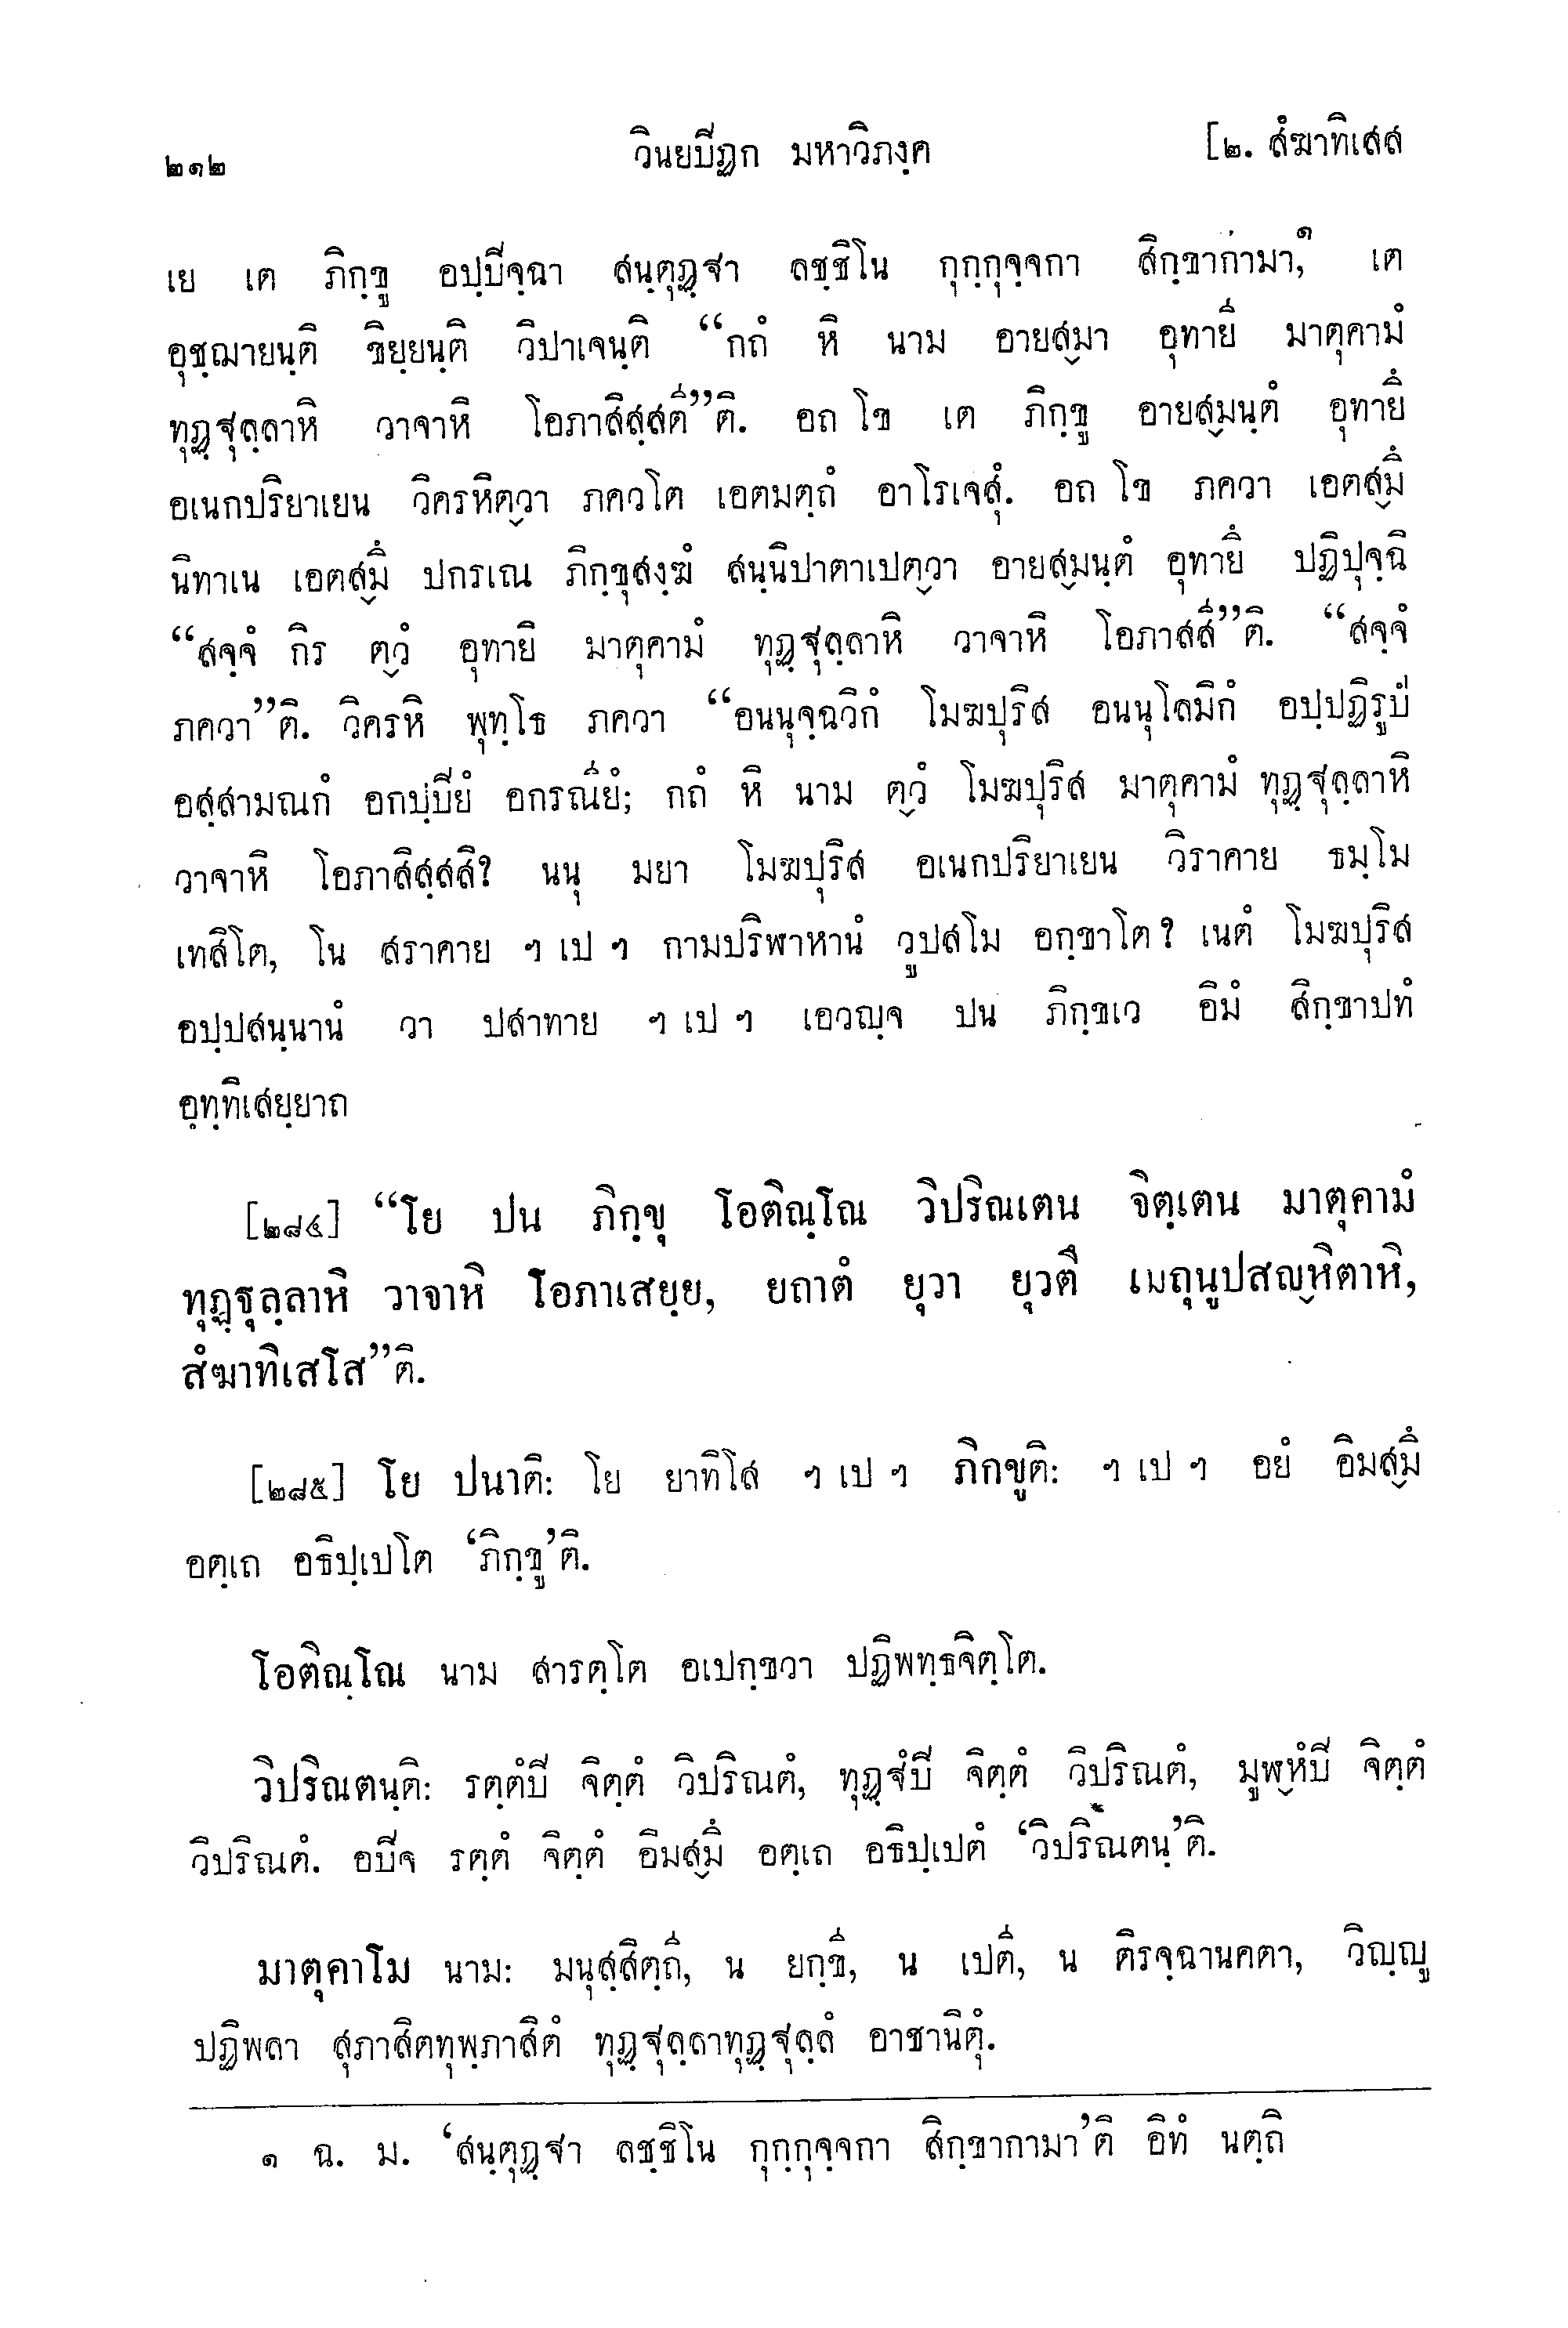 ๒๑๒ วินยปิฏก มหาวิภงฺค [๒. สํฆาทิเสส
เย เต ภิกฺขู อปฺปิจฺฉา สนฺตุฏฺฐา ลชฺชิโน กุกฺกุจฺจกา สิกฺขากามา,๑ เต
อุชฺฌายนฺติ ขิยฺยนฺติ วิปาเจนฺติ “กถํ หิ นาม อายสฺมา อุทายี มาตุคามํ
ทุฏฺฐุลฺลาหิ วาจาหิ โอภาสิสฺสตี”ติ. อถ โข เต ภิกฺขู อายสฺมนฺตํ อุทายึ
อเนกปริยาเยน วิครหิตฺวา ภควโต เอตมตฺถํ อาโรเจสุํ. อถ โข ภควา เอตสฺมึ
นิทาเน เอตสฺมึ ปกรเณ ภิกฺขุสงฺฆํ สนฺนิปาตาเปตฺวา อายสฺมนฺตํ อุทายึ ปฏิปุจฺฉิ
“สจฺจํ กิร ตฺวํ อุทายิ มาตุคามํ ทุฏฺฐุลฺลาหิ วาจาหิ โอภาสสี”ติ. “สจฺจํ
ภควา”ติ. วิครหิ พุทฺโธ ภควา “อนนุจฺฉวิกํ โมฆปุริส อนนุโลมิกํ อปฺปฏิรูปํ
อสฺสามณกํ อกปฺปิยํ อกรณียํ; กถํ หิ นาม ตฺวํ โมฆปุริส มาตุคามํ ทุฏฺฐุลฺลาหิ
วาจาหิ โอภาสิสฺสสิ? นนุ มยา โมฆปุริส อเนกปริยาเยน วิราคาย ธมฺโม
เทสิโต, โน สราคาย ฯ เป ฯ กามปริฬาหานํ วูปสโม อกฺขาโต? เนตํ โมฆปุริส
อปฺปสนฺนานํ วา ปสาทาย ฯ เป ฯ เอวญฺจ ปน ภิกฺขเว อิมํ สิกฺขาปทํ
อุทฺทิเสยฺยาถ
[๒๘๔] “โย ปน ภิกฺขุ โอติณฺโณ วิปริณเตน จิตฺเตน มาตุคามํ
ทุฏฺฐุลฺลาหิ วาจาหิ โอภาเสยฺย, ยถาตํ ยุวา ยุวตึ เมถุนูปสญฺหิตาหิ,
สํฆาทิเสโส”ติ.
[๒๘๕] โย ปนาติ: โย ยาทิโส ฯ เป ฯ ภิกขูติ: ฯ เป ฯ อยํ อิมสฺมึ
อตฺเถ อธิปฺเปโต ‘ภิกฺขู’ติ.
โอติณฺโณ นาม สารตฺโต อเปกฺขวา ปฏิพทฺธจิตฺโต.
วิปริณตนฺติ: รตฺตํปิ จิตฺตํ วิปริณตํ, ทุฏฺฐํปิ จิตฺตํ วิปริณตํ, มูฬฺหํปิ จิตฺตํ
วิปริณตํ. อปิจ รตฺตํ จิตฺตํ อิมสฺมึ อตฺเถ อธิปฺเปตํ ‘วิปริณตนฺ’ติ.
มาตุคาโม นาม: มนุสฺสิตฺถี, น ยกฺขี, น เปตี, น ติรจฺฉานคตา, วิญฺญู
ปฏิพลา สุภาสิตทุพฺภาสิตํ ทุฏฺฐุลฺลาทุฏฺฐุลฺลํ อาชานิตุํ.
๑ ฉ. ม. ‘สนฺตุฏฺฐา ลชฺชิโน กุกฺกุจฺจกา สิกฺขากามา’ติ อิทํ นตฺถิ